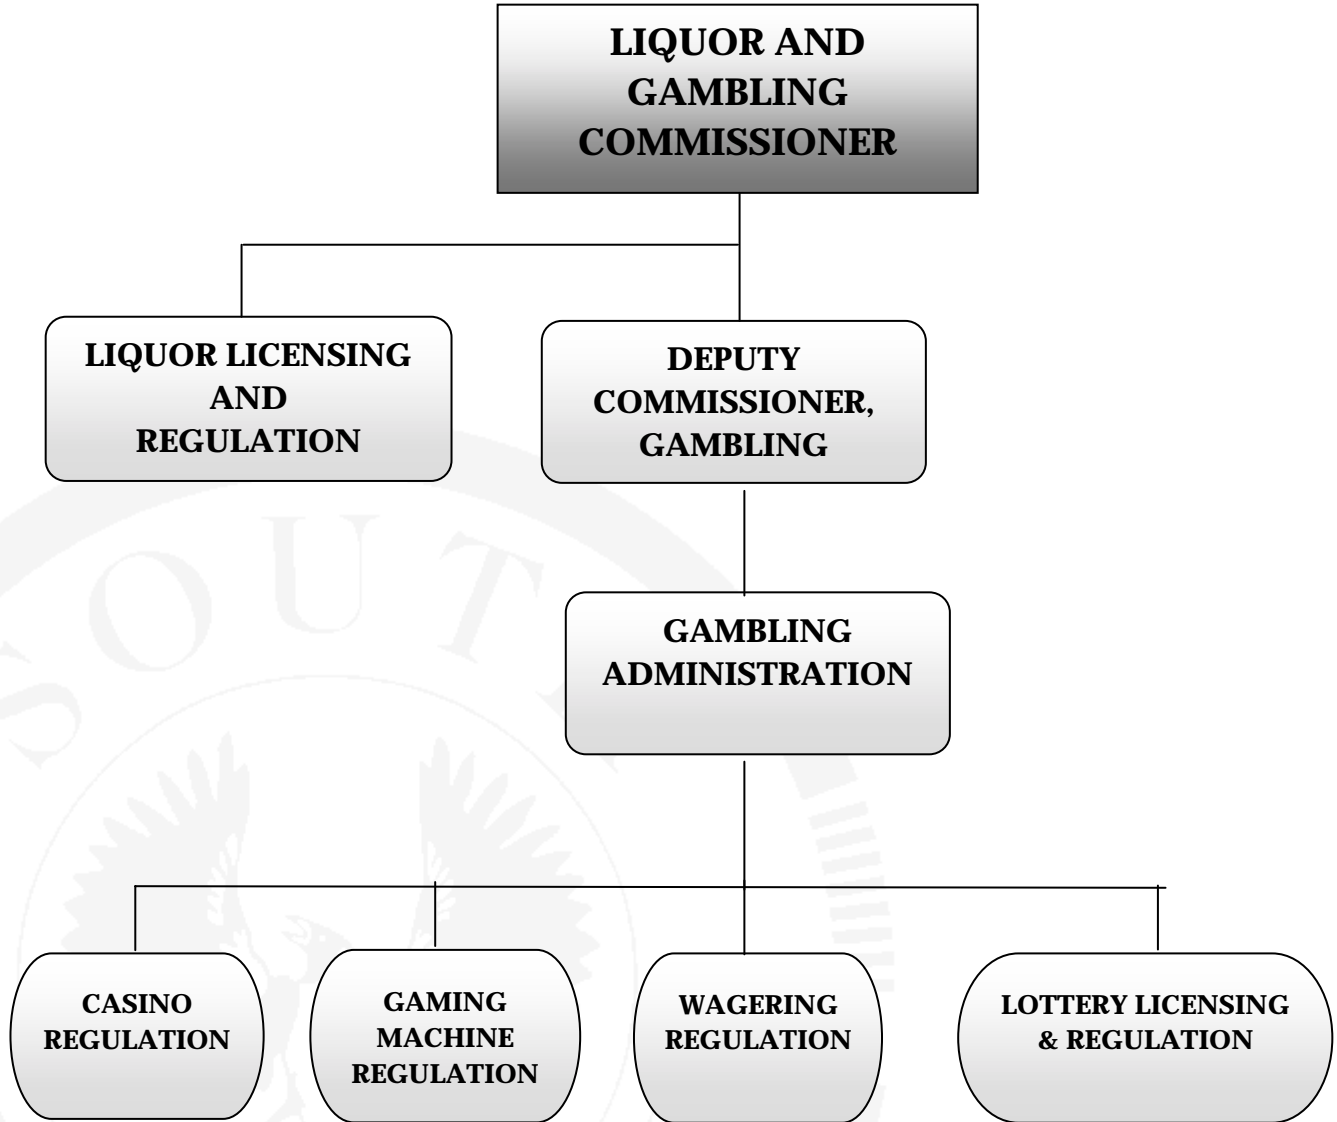 LIQUOR AND
GAMBLING
COMMISSIONER
LIQUOR LICENSING
AND
REGULATION
DEPUTY
COMMISSIONER,
GAMBLING
GAMBLING
ADMINISTRATION
CASINO
REGULATION
GAMING
MACHINE
REGULATION
WAGERING
REGULATION
LOTTERY LICENSING
& REGULATION
SOUT